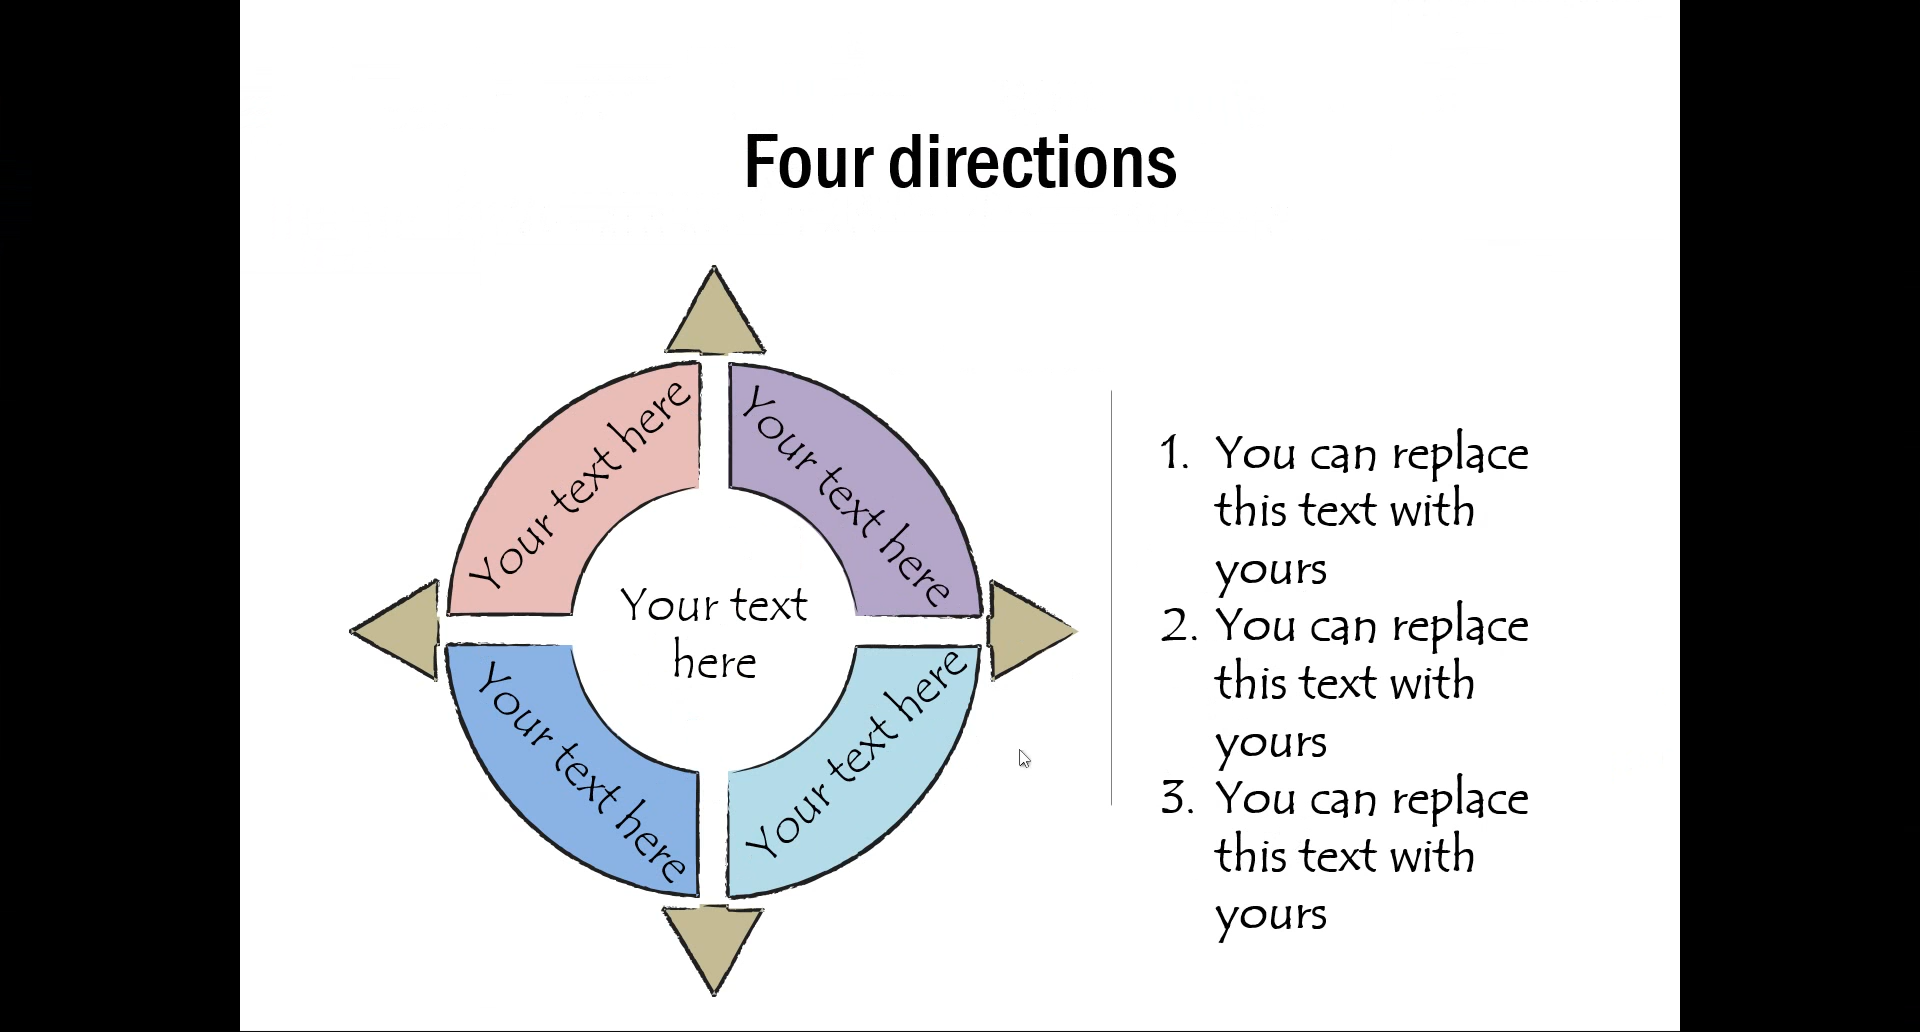 Four directions
Your text here
Your text here
Your text
here
Your text here
Your text here
1. You can replace
this text with
yours
2. You can replace
this text with
yours
3. You can replace
this text with
yours